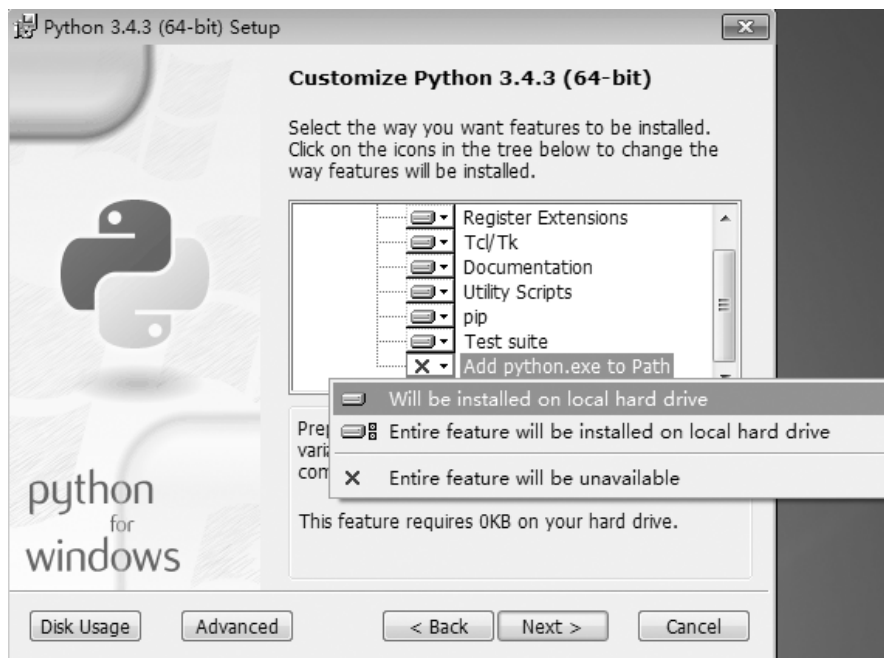 Python 3.4.3 (64-bit) Setup
Customize Python 3.4.3 (64-bit)
Select the way you want features to be installed.
Click on the icons in the tree below to change the
way features will be installed.
Register Extensions
Tcl/Tk
Documentation
Utility Scripts
pip
Test suite
Add python.exe to Path
Will be installed on local hard drive
Entire feature will be installed on local hard drive
Entire feature will be unavailable
This feature requires 0KB on your hard drive.
python
for
windows
Disk Usage
Advanced
< Back
Next >
Cancel